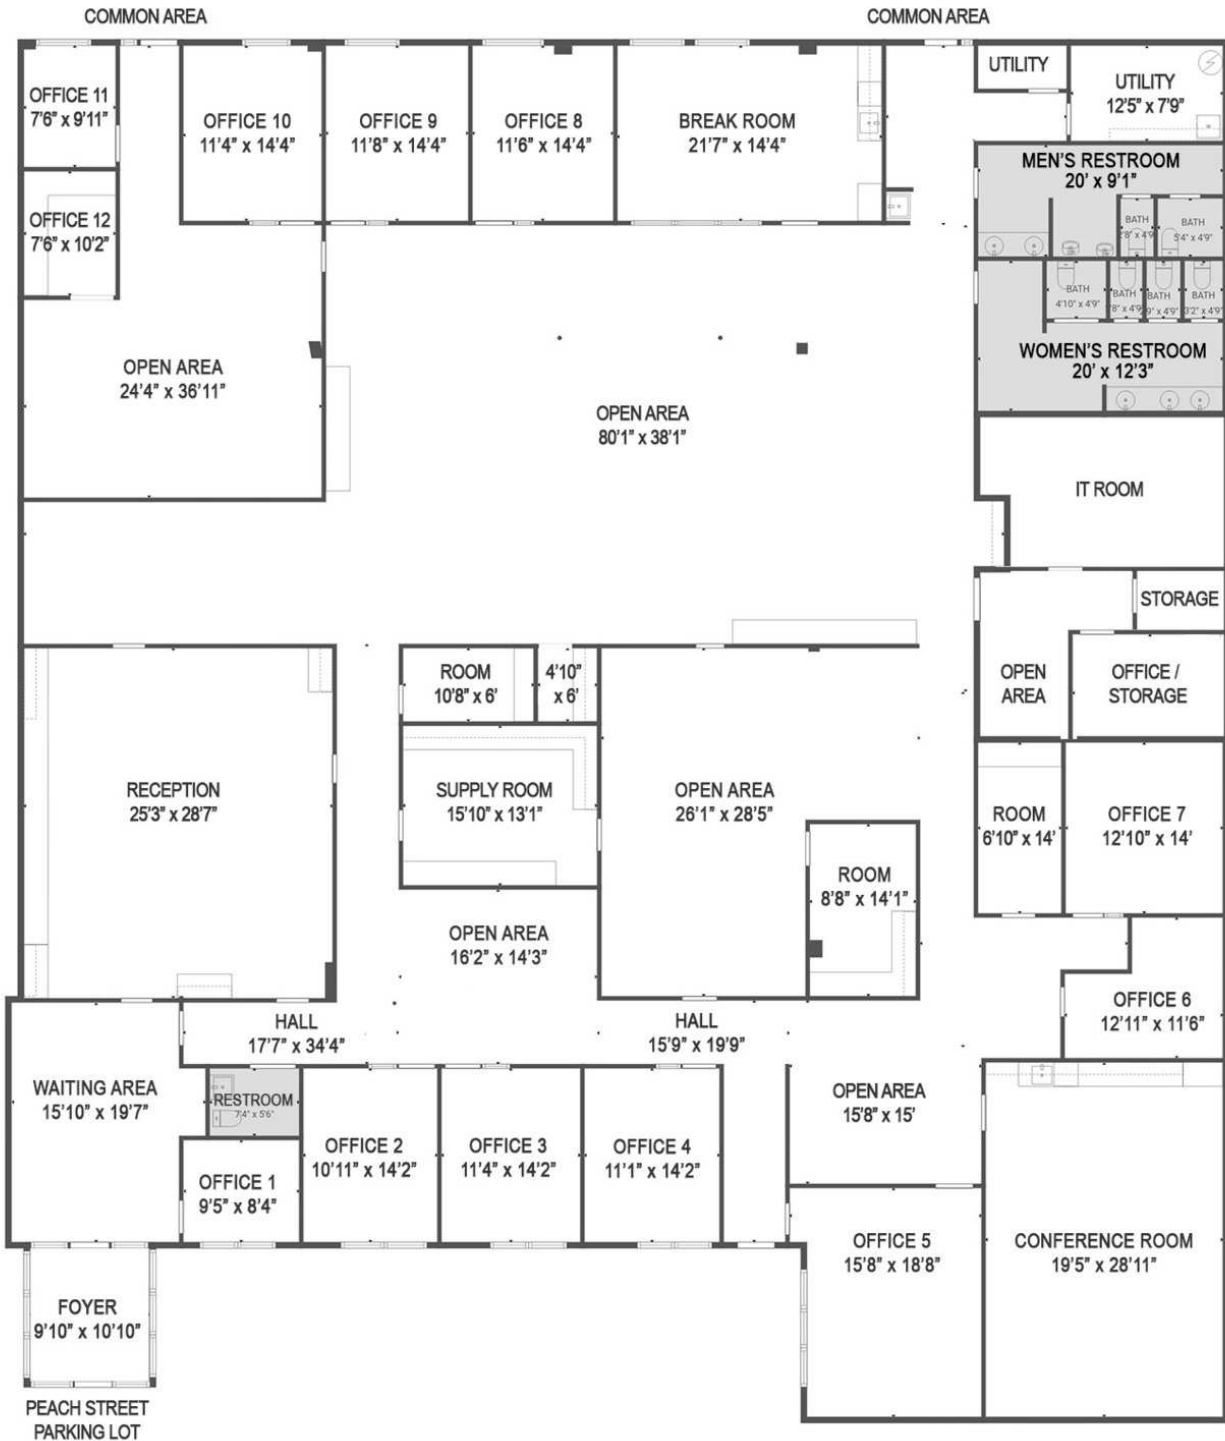 COMMON AREA
COMMON AREA
OFFICE 11
7'6" x 9'11"
OFFICE 10
11'4" x 14'4"
OFFICE 9
11'8" x 14'4"
OFFICE 8
11'6" x 14'4"
BREAK ROOM
21'7" x 14'4"
UTILITY
UTILITY
12'5" x 7'9"
MEN'S RESTROOM
20' x 9'1"
OFFICE 12
7'6" x 10'2"
BATH
BATH
5'4" x 4'9"
BATH
4'10" x 4'9"
BATH
BATH
BATH
3'2" x 4'9"
WOMEN'S RESTROOM
20' x 12'3"
OPEN AREA
24'4" x 36'11"
OPEN AREA
80'1" x 38'1"
IT ROOM
STORAGE
OPEN
AREA
OFFICE /
STORAGE
ROOM
10'8" x 6'
4'10"
x 6'
RECEPTION
25'3" x 28'7"
SUPPLY ROOM
15'10" x 13'1"
OPEN AREA
26'1" x 28'5"
ROOM
6'10" x 14'
OFFICE 7
12'10" x 14'
ROOM
8'8" x 14'1"
OPEN AREA
16'2" x 14'3"
OFFICE 6
12'11" x 11'6"
HALL
17'7" x 34'4"
HALL
15'9" x 19'9"
WAITING AREA
15'10" x 19'7"
RESTROOM
7'4" x 5'6"
OPEN AREA
15'8" x 15'
OFFICE 1
9'5" x 8'4"
OFFICE 2
10'11" x 14'2"
OFFICE 3
11'4" x 14'2"
OFFICE 4
11'1" x 14'2"
OFFICE 5
15'8" x 18'8"
CONFERENCE ROOM
19'5" x 28'11"
FOYER
9'10" x 10'10"
PEACH STREET
PARKING LOT